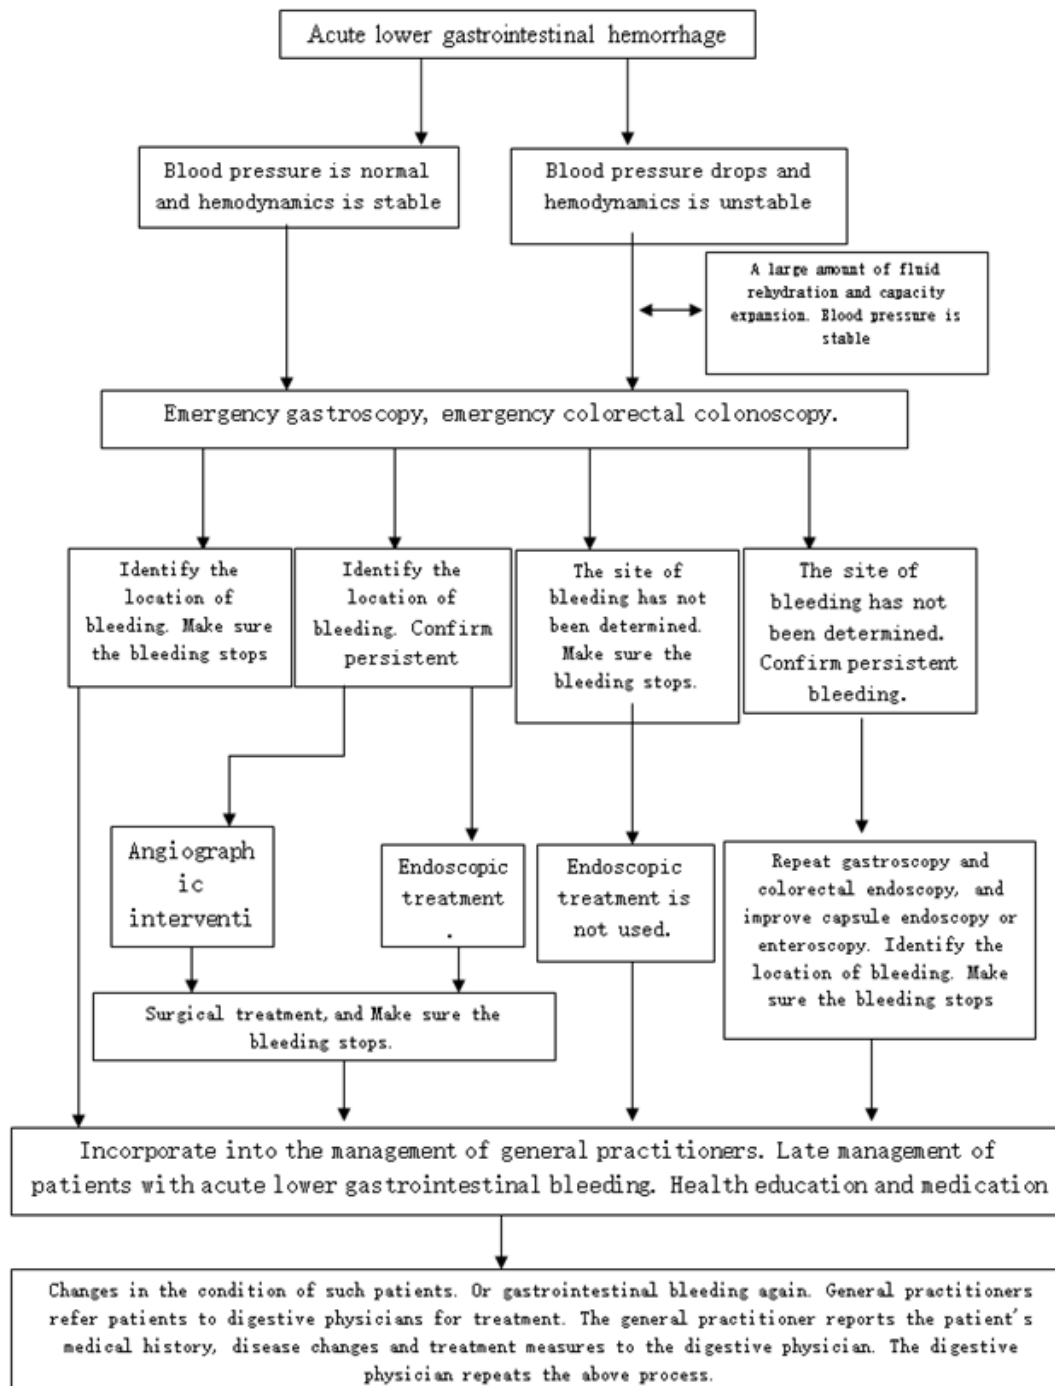 Acute lower gastrointestinal hemorrhage
Blood pressure is normal
and hemodynamics is stable
Blood pressure drops and
hemodynamics is unstable
A large amount of fluid
rehydration and capacity
expansion. Blood pressure is
stable
Emergency gastroscopy, emergency colorectal colonoscopy.
Identify the
location of
bleeding. Make sure
the bleeding stops
Identify the
location of
bleeding. Confirm
persistent
The site of
bleeding has not
been determined.
Make sure the
bleeding stops.
The site of
bleeding has not
been determined.
Confirm persistent
bleeding.
Angiograph
ic
interventi
Endoscopic
treatment
.
Endoscopic
treatment is
not used.
Repeat gastroscopy and
colorectal endoscopy, and
improve capsule endoscopy or
enteroscopy. Identify the
location of bleeding. Make
sure the bleeding stops
Surgical treatment, and Make sure the
bleeding stops.
Incorporate into the management of general practitioners. Late management of
patients with acute lower gastrointestinal bleeding. Health education and medication
Changes in the condition of such patients. Or gastrointestinal bleeding again. General practitioners
refer patients to digestive physicians for treatment. The general practitioner reports the patient's
medical history, disease changes and treatment measures to the digestive physician. The digestive
physician repeats the above process.